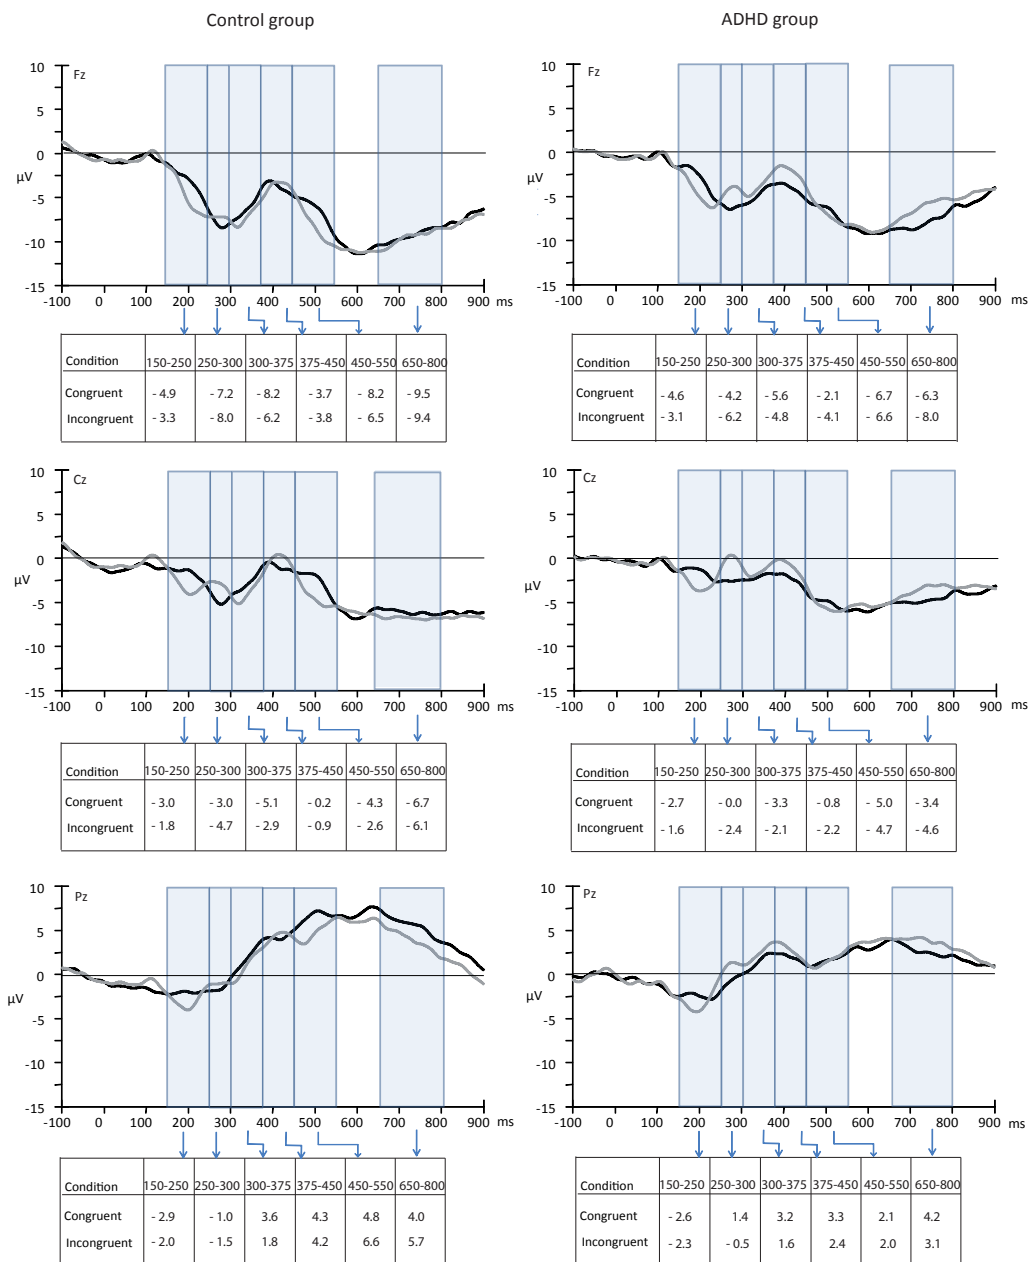 Control group
ADHD group
10
Fz
5
0
µV
-5
-10
-15
-100 0 100 200 300 400 500 600 700 800 900 ms
10
Fz
5
0
µV
-5
-10
-15
-100 0 100 200 300 400 500 600 700 800 900 ms
Condition 150-250 250-300 300-375 375-450 450-550 650-800
Congruent - 4.9 - 7.2 - 8.2 - 3.7 - 8.2 - 9.5
Incongruent - 3.3 - 8.0 - 6.2 - 3.8 - 6.5 - 9.4
Condition 150-250 250-300 300-375 375-450 450-550 650-800
Congruent - 4.6 - 4.2 - 5.6 - 2.1 - 6.7 - 6.3
Incongruent - 3.1 - 6.2 - 4.8 - 4.1 - 6.6 - 8.0
10
Cz
5
0
µV
-5
-10
-15
-100 0 100 200 300 400 500 600 700 800 900 ms
10
Cz
5
0
µV
-5
-10
-15
-100 0 100 200 300 400 500 600 700 800 900 ms
Condition 150-250 250-300 300-375 375-450 450-550 650-800
Congruent - 3.0 - 3.0 - 5.1 - 0.2 - 4.3 - 6.7
Incongruent - 1.8 - 4.7 - 2.9 - 0.9 - 2.6 - 6.1
Condition 150-250 250-300 300-375 375-450 450-550 650-800
Congruent - 2.7 - 0.0 - 3.3 - 0.8 - 5.0 - 3.4
Incongruent - 1.6 - 2.4 - 2.1 - 2.2 - 4.7 - 4.6
10
Pz
5
0
µV
-5
-10
-15
-100 0 100 200 300 400 500 600 700 800 900 ms
10
Pz
5
0
µV
-5
-10
-15
-100 0 100 200 300 400 500 600 700 800 900 ms
Condition 150-250 250-300 300-375 375-450 450-550 650-800
Congruent - 2.9 - 1.0 3.6 4.3 4.8 4.0
Incongruent - 2.0 - 1.5 1.8 4.2 6.6 5.7
Condition 150-250 250-300 300-375 375-450 450-550 650-800
Congruent - 2.6 1.4 3.2 3.3 2.1 4.2
Incongruent - 2.3 - 0.5 1.6 2.4 2.0 3.1